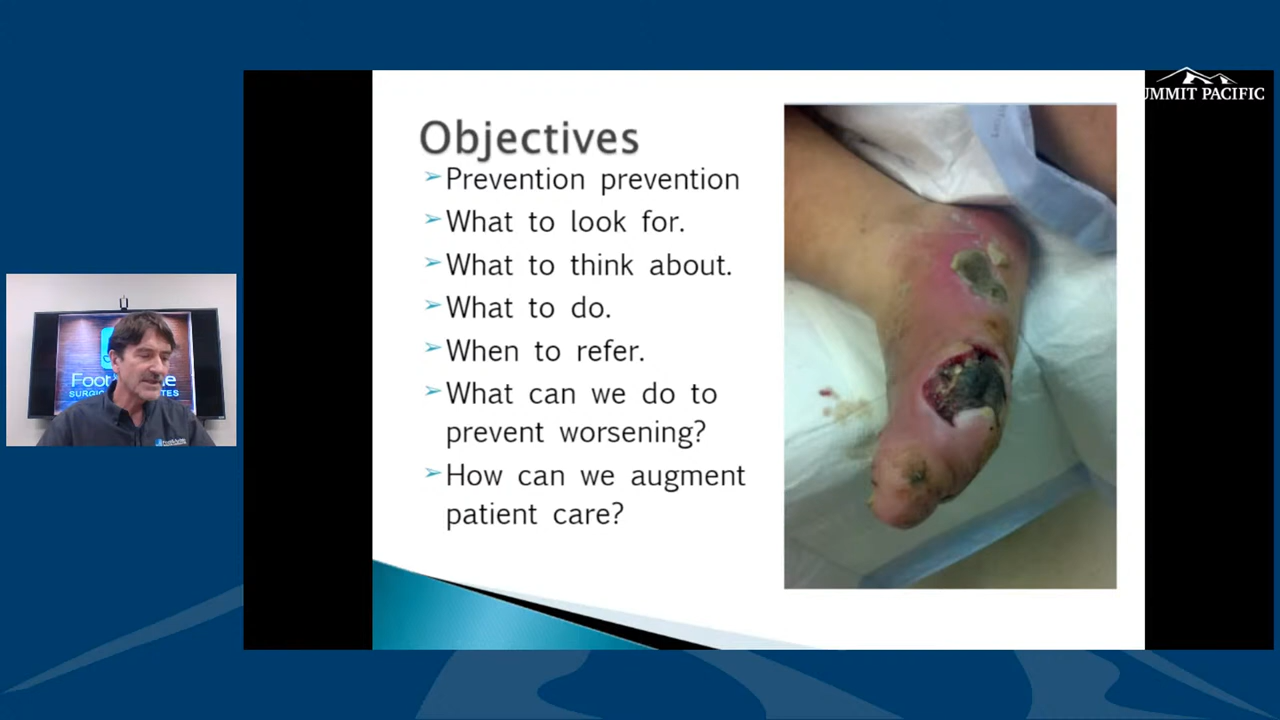 UMMIT PACIFIC
Objectives
Prevention prevention
What to look for.
What to think about.
What to do.
When to refer.
What can we do to
prevent worsening?
How can we augment
patient care?
Foot